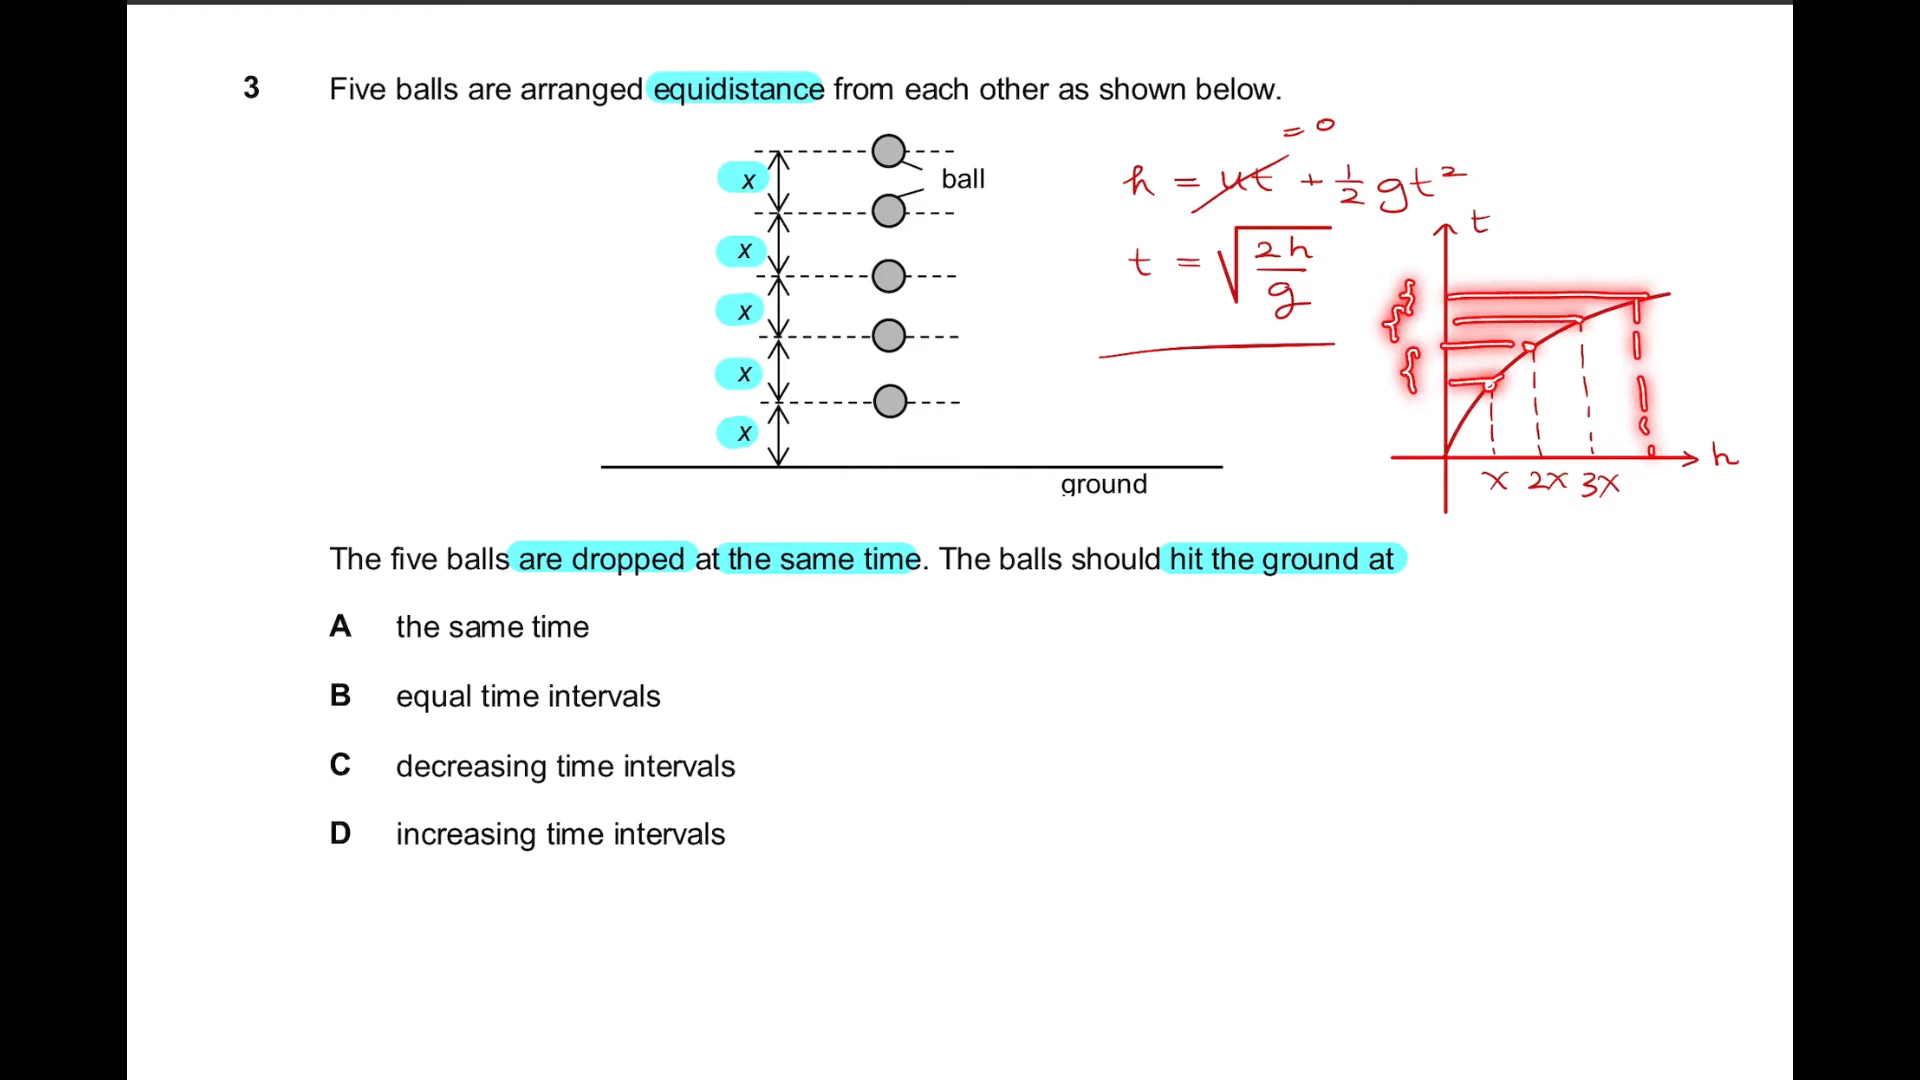 3 Five balls are arranged equidistance from each other as shown below.
= 0
x
ball
h = ut + 1/2 gt²
t
x
t = √(2h/g)
x
x
x
h
x 2x 3x
ground
The five balls are dropped at the same time. The balls should hit the ground at
A the same time
B equal time intervals
C decreasing time intervals
D increasing time intervals